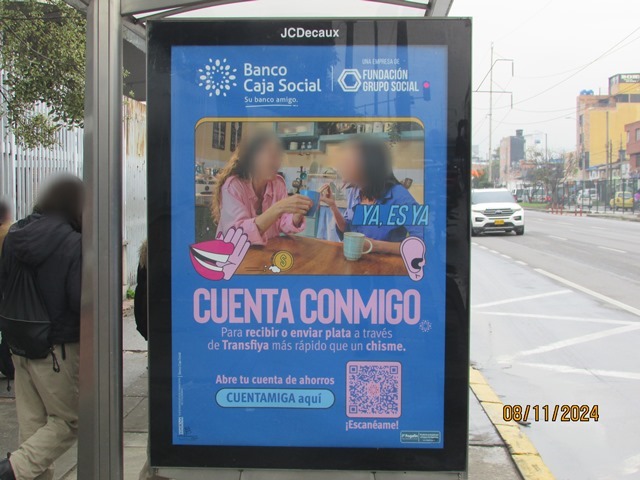 JCDecaux
Banco
Caja Social
Su banco amigo.
UNA EMPRESA DE
FUNDACIÓN
GRUPO SOCIAL
YA, ES YA
CUENTA CONMIGO
Para recibir o enviar plata a través
de Transfiya más rápido que un chisme.
Abre tu cuenta de ahorros
CUENTAMIGA aquí
¡Escanéame!
08/11/2024